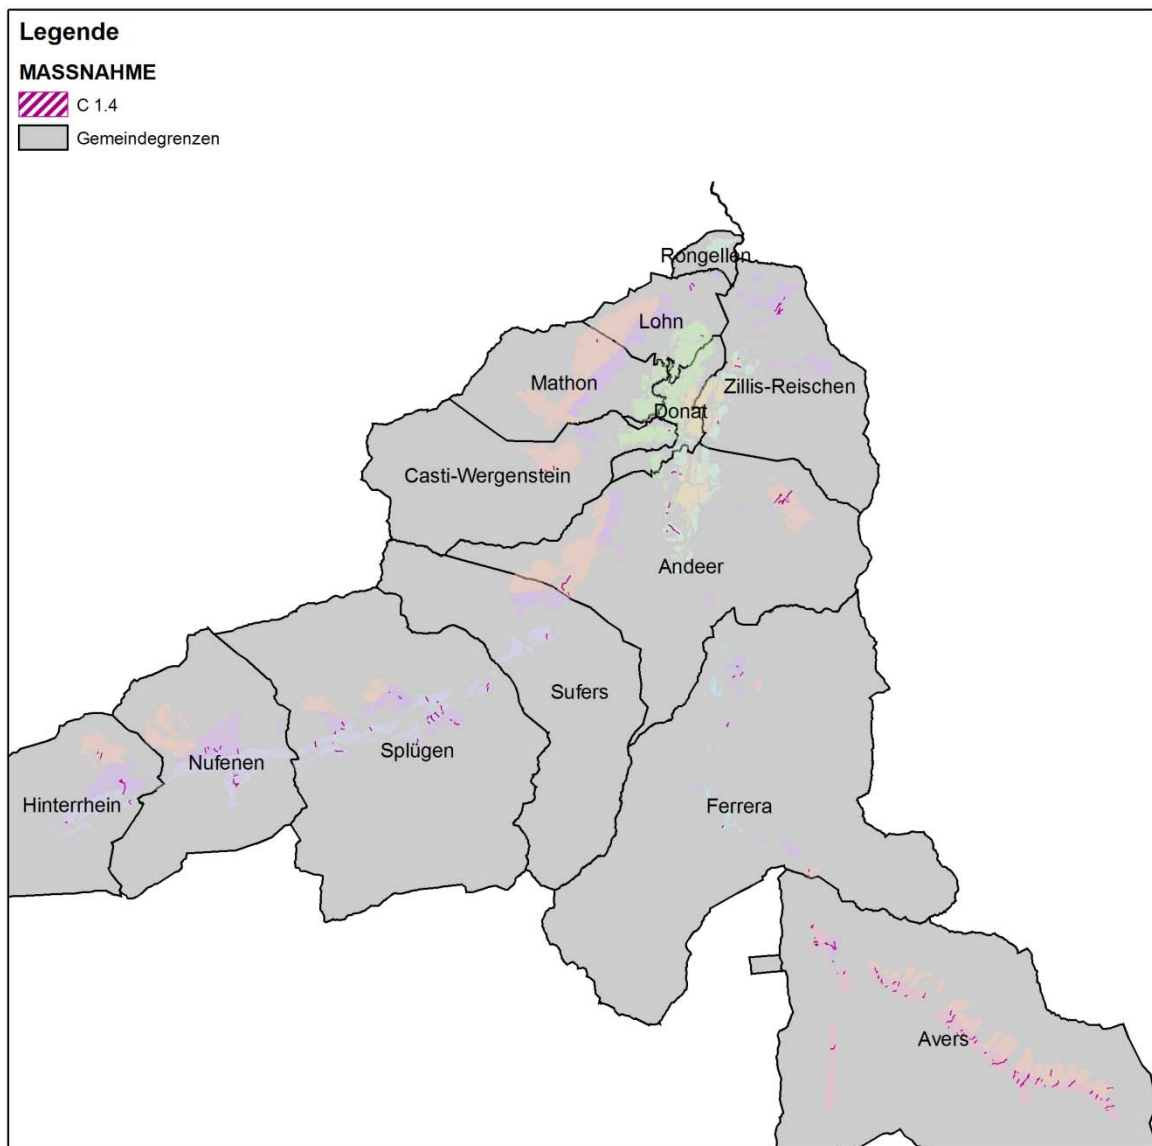 Legende
MASSNAHME
C 1.4
Gemeindegrenzen
Rongellen
Lohn
Mathon
Zillis-Reischen
Donat
Casti-Wergenstein
Andeer
Sufers
Splügen
Nufenen
Hinterrhein
Ferrera
Avers